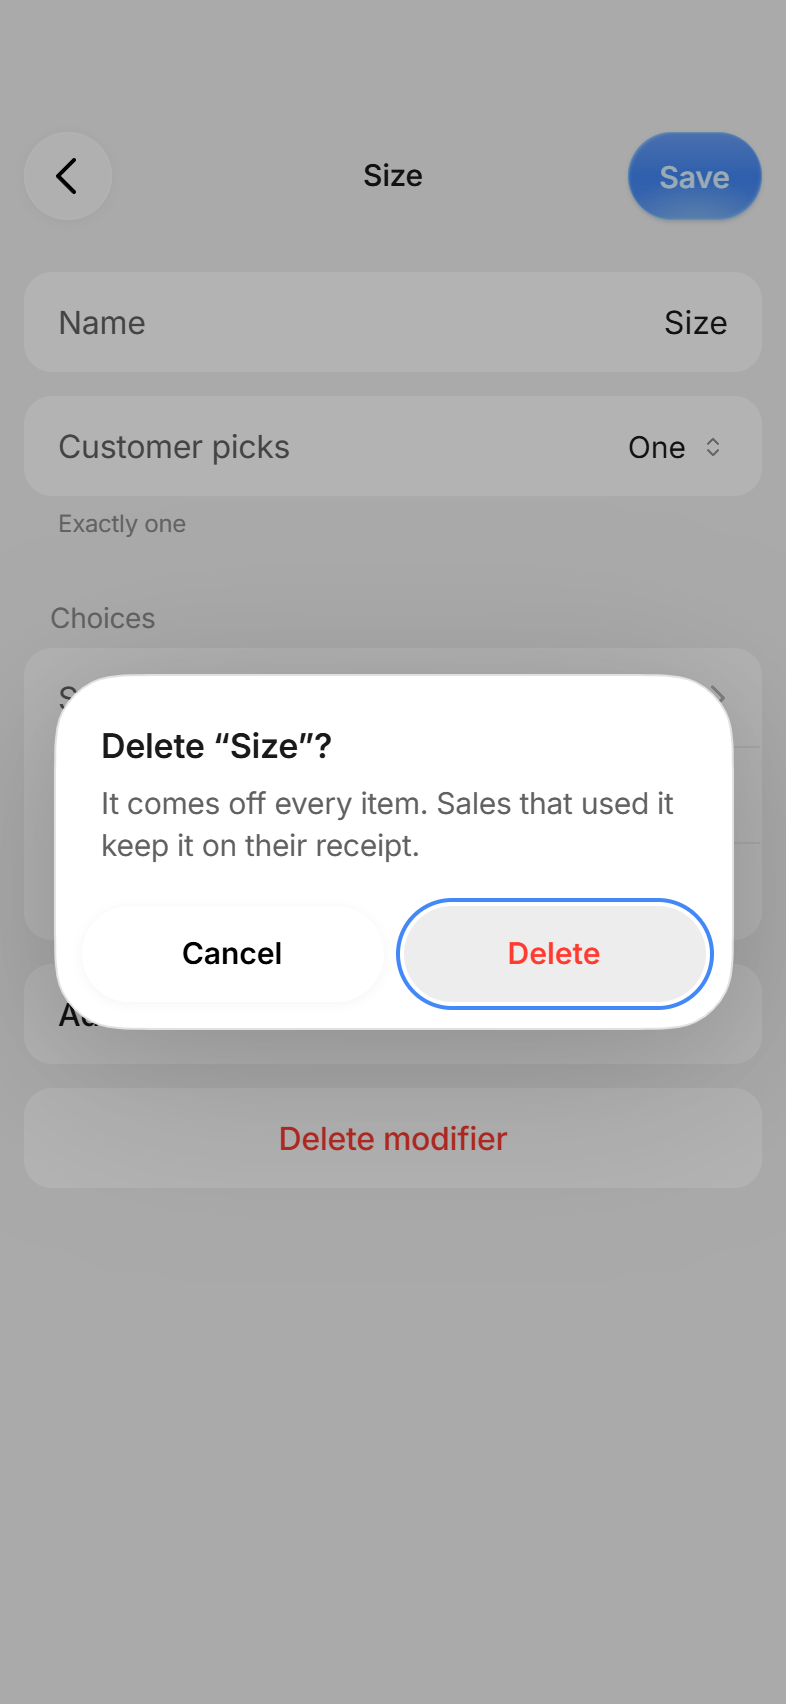 Size
Save
Name
Size
Customer picks
One
Exactly one
Choices
Delete “Size”?
It comes off every item. Sales that used it
keep it on their receipt.
Cancel
Delete
Delete modifier